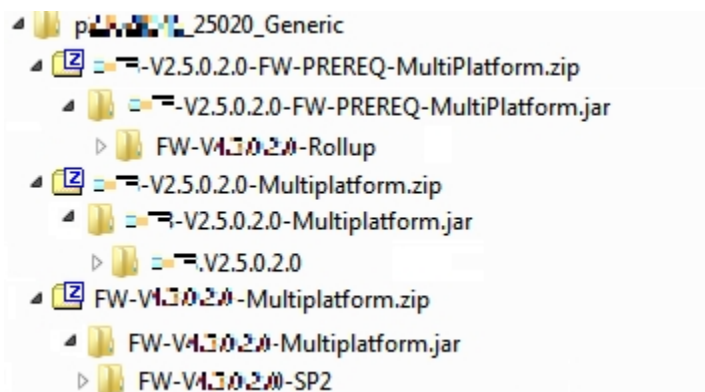 _25020_Generic
-V2.5.0.2.0-FW-PREREQ-MultiPlatform.zip
-V2.5.0.2.0-FW-PREREQ-MultiPlatform.jar
FW-V -Rollup
-V2.5.0.2.0-Multiplatform.zip
-V2.5.0.2.0-Multiplatform.jar
.V2.5.0.2.0
FW-V -Multiplatform.zip
FW-V -Multiplatform.jar
FW-V -SP2